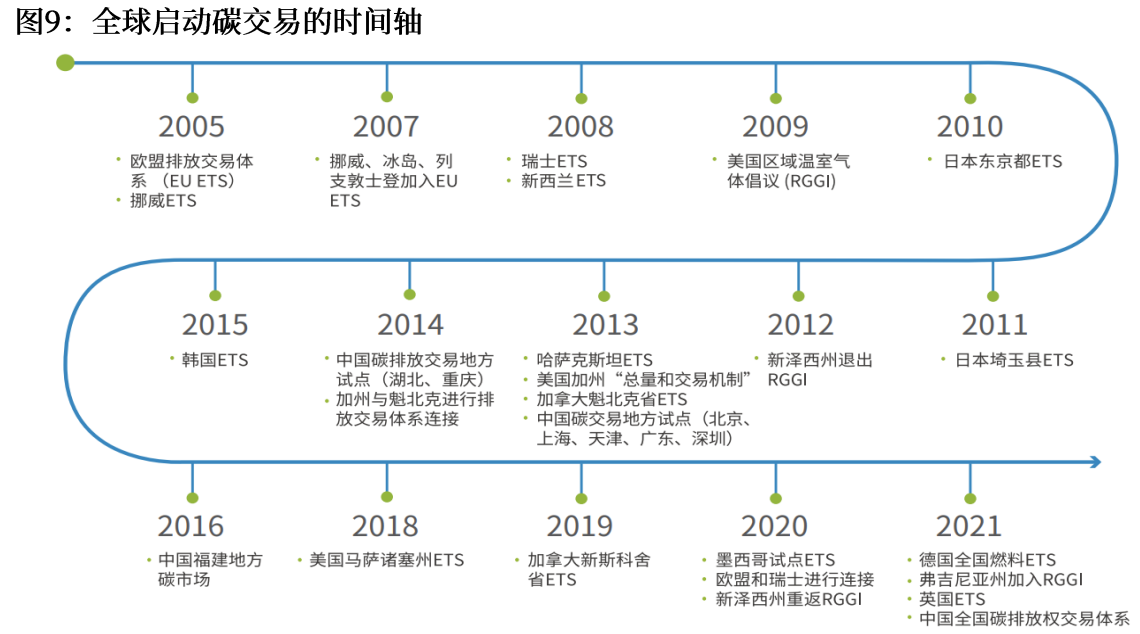 图9：全球启动碳交易的时间轴
2005
• 欧盟排放交易体
系 （EU ETS）
• 挪威ETS
2007
• 挪威、冰岛、列
支敦士登加入EU
ETS
2008
• 瑞士ETS
• 新西兰ETS
2009
• 美国区域温室气
体倡议 (RGGI)
2010
• 日本东京都ETS
2015
• 韩国ETS
2014
• 中国碳排放交易地方
试点（湖北、重庆）
• 加州与魁北克进行排
放交易体系连接
2013
• 哈萨克斯坦ETS
• 美国加州“总量和交易机制”
• 加拿大魁北克省ETS
• 中国碳交易地方试点（北京、
上海、天津、广东、深圳）
2012
• 新泽西州退出
RGGI
2011
• 日本埼玉县ETS
2016
• 中国福建地方
碳市场
2018
• 美国马萨诸塞州ETS
2019
• 加拿大新斯科舍
省ETS
2020
• 墨西哥试点ETS
• 欧盟和瑞士进行连接
• 新泽西州重返RGGI
2021
• 德国全国燃料ETS
• 弗吉尼亚州加入RGGI
• 英国ETS
• 中国全国碳排放权交易体系